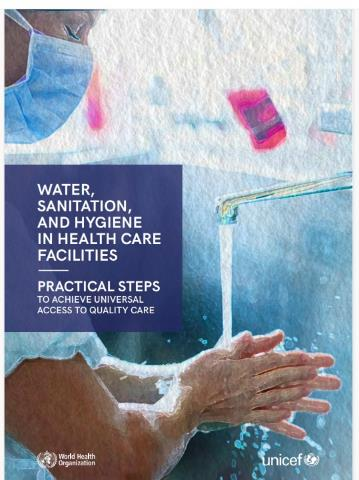 WATER,
SANITATION,
AND HYGIENE
IN HEALTH CARE
FACILITIES
PRACTICAL STEPS
TO ACHIEVE UNIVERSAL
ACCESS TO QUALITY CARE
World Health
Organization
unicef